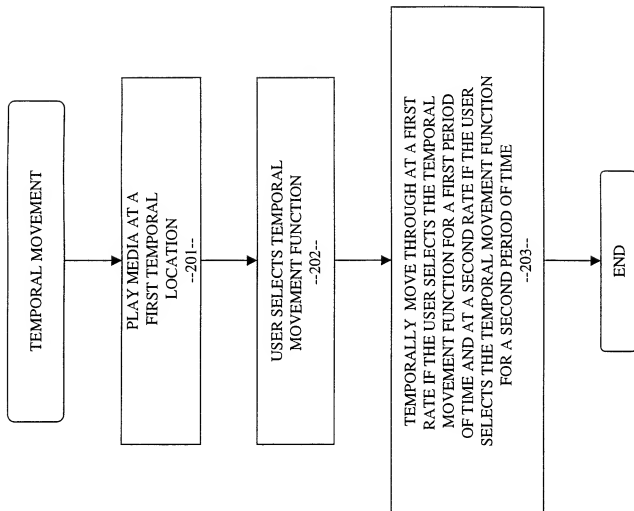 TEMPORAL MOVEMENT
PLAY MEDIA AT A
FIRST TEMPORAL
LOCATION
--201--
USER SELECTS TEMPORAL
MOVEMENT FUNCTION
--202--
TEMPORALLY MOVE THROUGH AT A FIRST
RATE IF THE USER SELECTS THE TEMPORAL
MOVEMENT FUNCTION FOR A FIRST PERIOD
OF TIME AND AT A SECOND RATE IF THE USER
SELECTS THE TEMPORAL MOVEMENT FUNCTION
FOR A SECOND PERIOD OF TIME
--203--
END